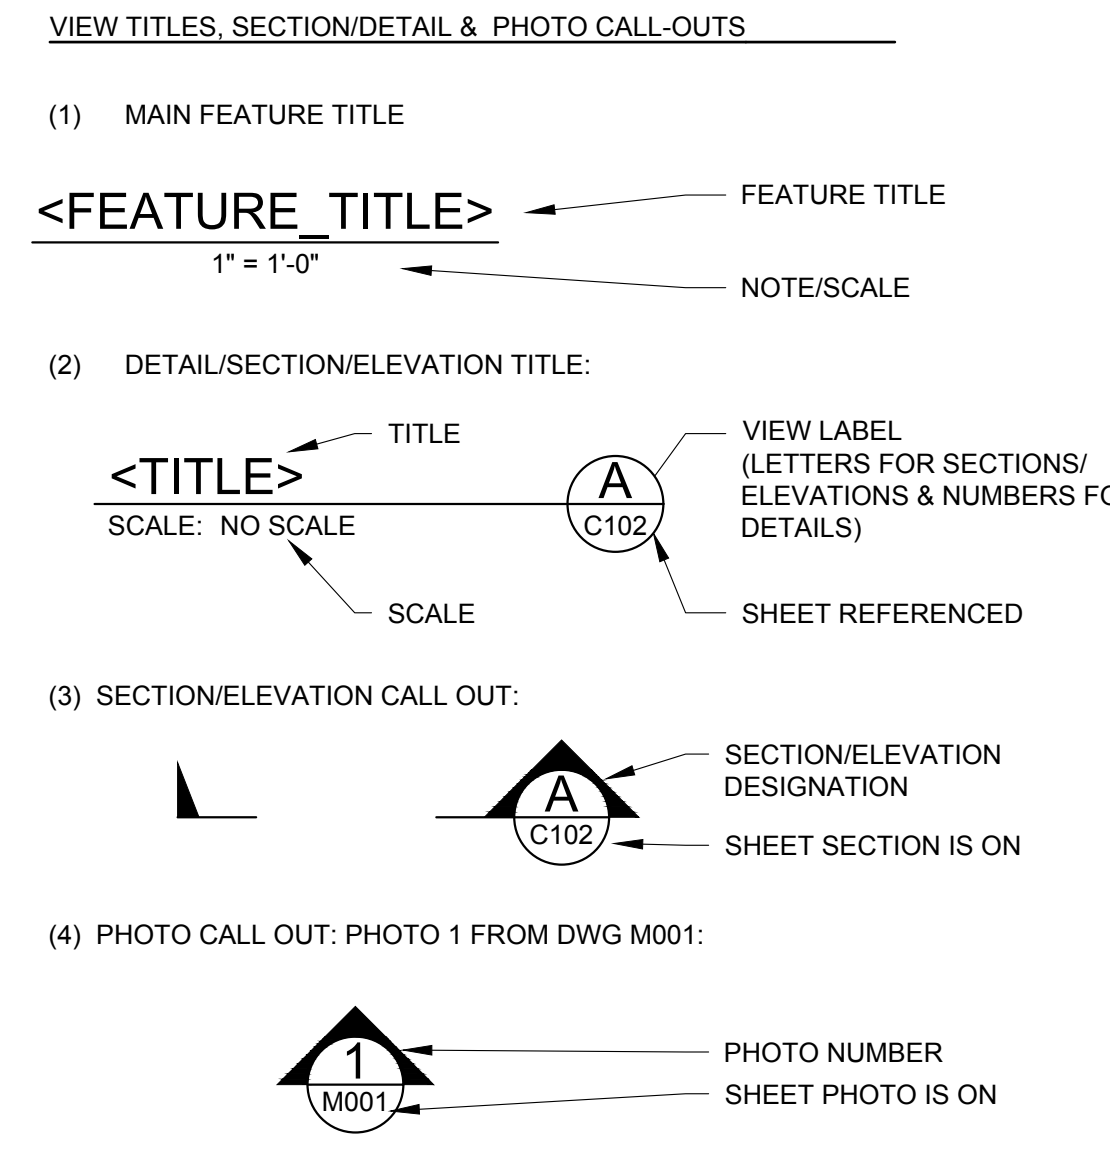 VIEW TITLES, SECTION/DETAIL & PHOTO CALL-OUTS
(1) MAIN FEATURE TITLE
<FEATURE_TITLE>
1" = 1'-0"
FEATURE TITLE
NOTE/SCALE
(2) DETAIL/SECTION/ELEVATION TITLE:
TITLE
<TITLE>
SCALE: NO SCALE
SCALE
A
C102
VIEW LABEL
(LETTERS FOR SECTIONS/
ELEVATIONS & NUMBERS
DETAILS)
SHEET REFERENCED
(3) SECTION/ELEVATION CALL OUT:
A
C102
SECTION/ELEVATION
DESIGNATION
SHEET SECTION IS ON
(4) PHOTO CALL OUT: PHOTO 1 FROM DWG M001:
1
M001
PHOTO NUMBER
SHEET PHOTO IS ON